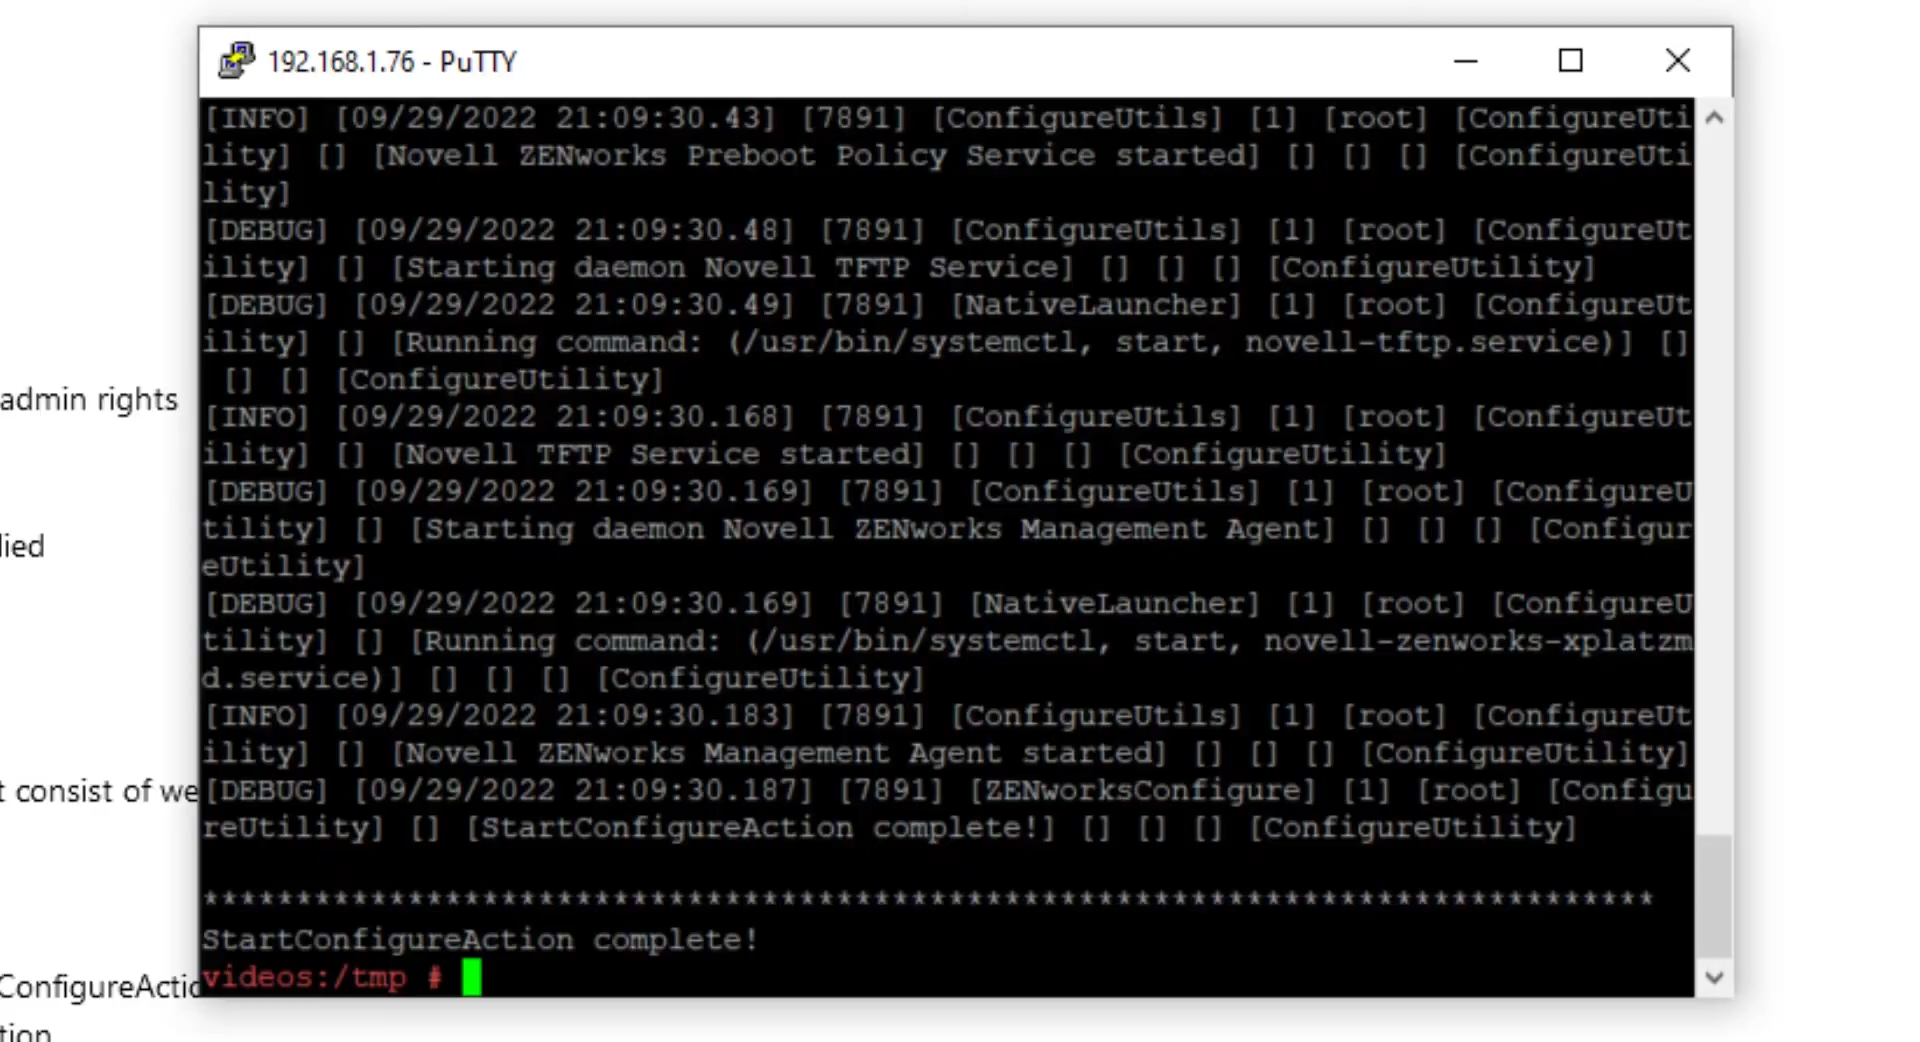 192.168.1.76 - PuTTY
[INFO] [09/29/2022 21:09:30.43] [7891] [ConfigureUtils] [1] [root] [ConfigureUti
lity] [] [Novell ZENworks Preboot Policy Service started] [] [] [] [ConfigureUti
lity]
[DEBUG] [09/29/2022 21:09:30.48] [7891] [ConfigureUtils] [1] [root] [ConfigureUt
ility] [] [Starting daemon Novell TFTP Service] [] [] [] [ConfigureUtility]
[DEBUG] [09/29/2022 21:09:30.49] [7891] [NativeLauncher] [1] [root] [ConfigureUt
ility] [] [Running command: (/usr/bin/systemctl, start, novell-tftp.service)] []
[] [] [ConfigureUtility]
admin rights
[INFO] [09/29/2022 21:09:30.168] [7891] [ConfigureUtils] [1] [root] [ConfigureUt
ility] [] [Novell TFTP Service started] [] [] [] [ConfigureUtility]
[DEBUG] [09/29/2022 21:09:30.169] [7891] [ConfigureUtils] [1] [root] [ConfigureU
tility] [] [Starting daemon Novell ZENworks Management Agent] [] [] [] [Configur
eUtility]
lied
[DEBUG] [09/29/2022 21:09:30.169] [7891] [NativeLauncher] [1] [root] [ConfigureU
tility] [] [Running command: (/usr/bin/systemctl, start, novell-zenworks-xplatzm
d.service)] [] [] [] [ConfigureUtility]
[INFO] [09/29/2022 21:09:30.183] [7891] [ConfigureUtils] [1] [root] [ConfigureUt
ility] [] [Novell ZENworks Management Agent started] [] [] [] [ConfigureUtility]
t consist of we
[DEBUG] [09/29/2022 21:09:30.187] [7891] [ZENworksConfigure] [1] [root] [Configu
reUtility] [] [StartConfigureAction complete!] [] [] [] [ConfigureUtility]
******************************************************************************
StartConfigureAction complete!
ConfigureActio
videos:/tmp #
tion